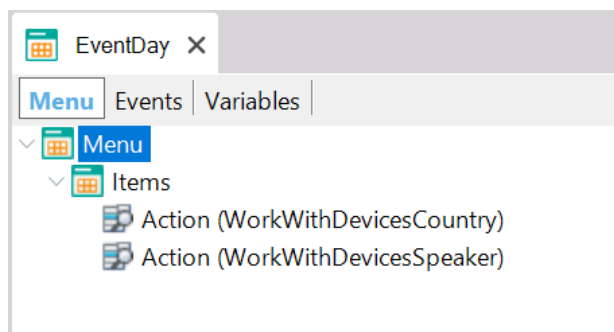 EventDay
Menu Events Variables
Menu
Items
Action (WorkWithDevicesCountry)
Action (WorkWithDevicesSpeaker)